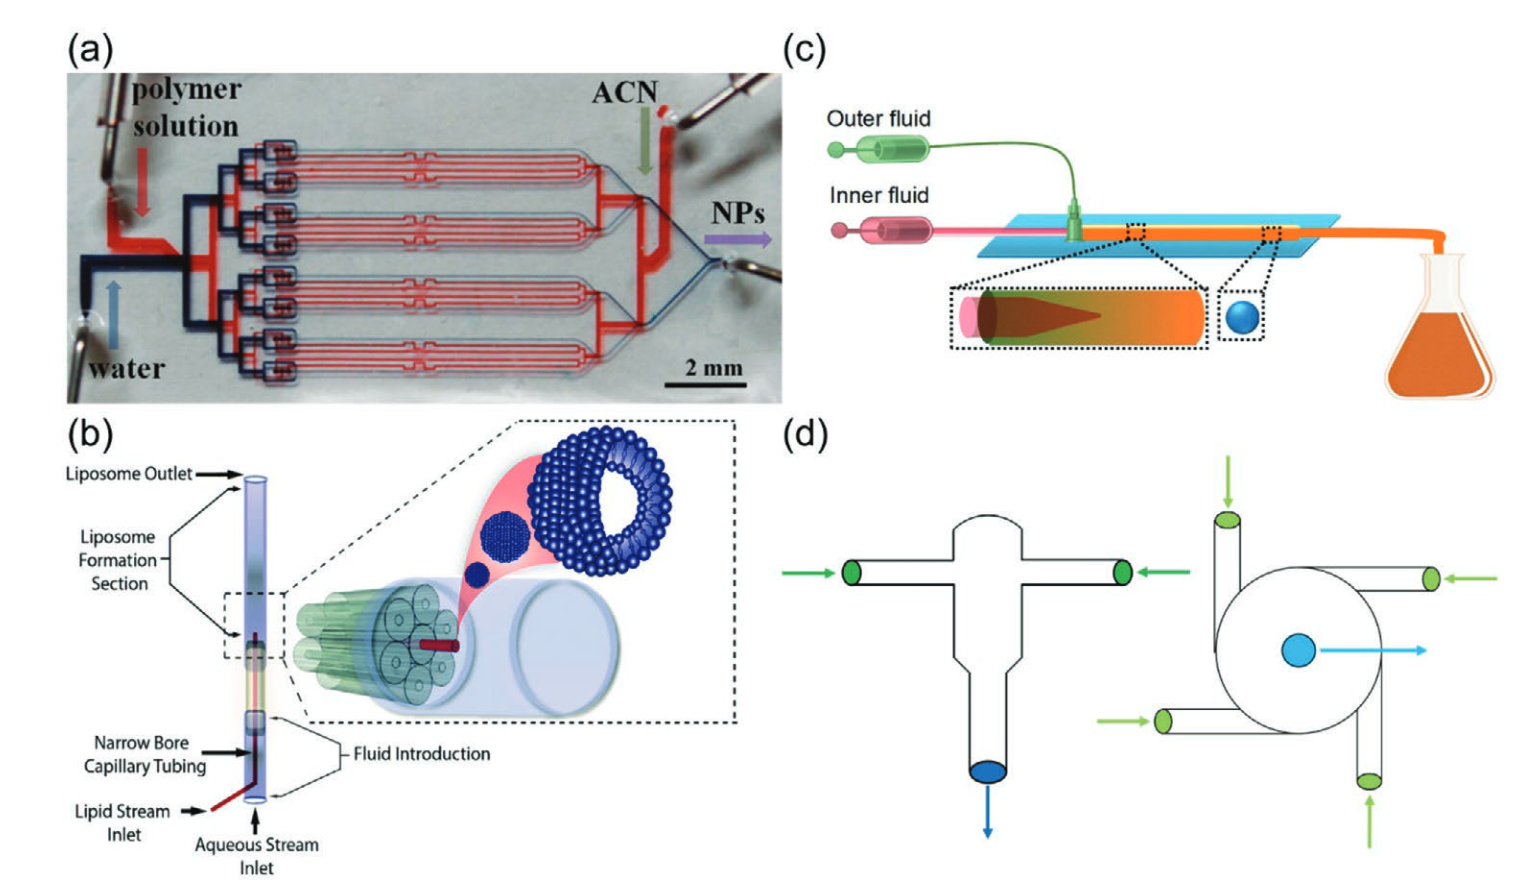 (a)
polymer
solution
ACN
NPs
water
2 mm
(b)
Liposome Outlet
Liposome
Formation
Section
Narrow Bore
Capillary Tubing
Fluid Introduction
Lipid Stream
Inlet
Aqueous Stream
Inlet
(c)
Outer fluid
Inner fluid
(d)